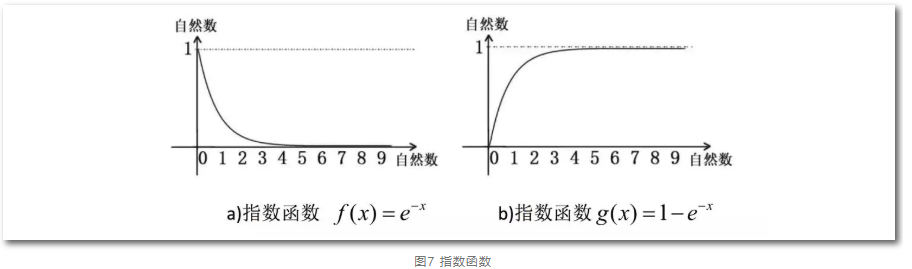 自然数
1
0 1 2 3 4 5 6 7 8 9 自然数
a)指数函数 f(x)=e^{-x}
自然数
1
0 1 2 3 4 5 6 7 8 9 自然数
b)指数函数 g(x)=1-e^{-x}
图7 指数函数